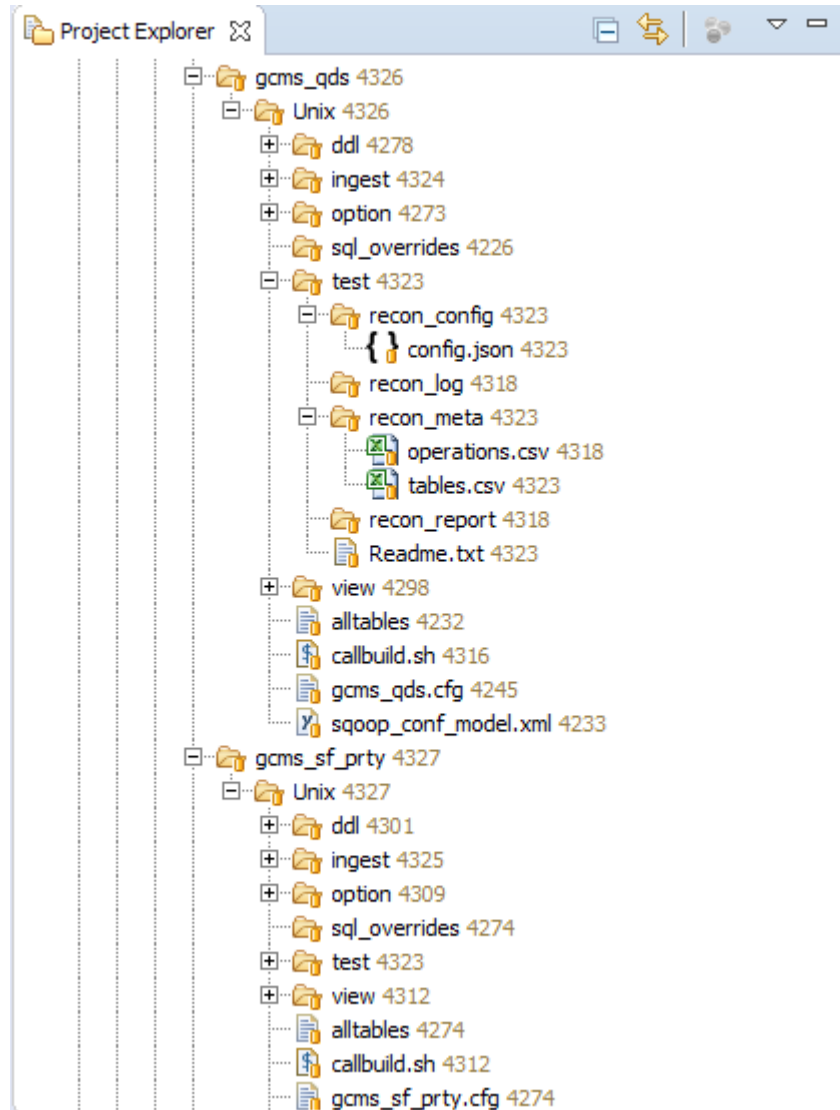 Project Explorer
gcms_qds 4326
Unix 4326
ddl 4278
ingest 4324
option 4273
sql_overrides 4226
test 4323
recon_config 4323
config.json 4323
recon_log 4318
recon_meta 4323
operations.csv 4318
tables.csv 4323
recon_report 4318
Readme.txt 4323
view 4298
alltables 4232
callbuild.sh 4316
gcms_qds.cfg 4245
sqoop_conf_model.xml 4233
gcms_sf_prty 4327
Unix 4327
ddl 4301
ingest 4325
option 4309
sql_overrides 4274
test 4323
view 4312
alltables 4274
callbuild.sh 4312
gcms_sf_prty.cfg 4274